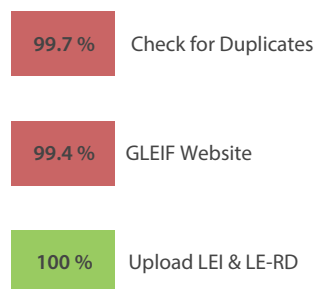 99.7 % Check for Duplicates
99.4 % GLEIF Website
100 % Upload LEI & LE-RD